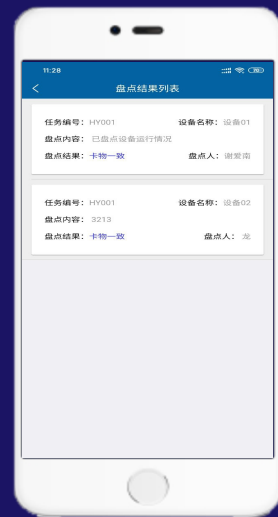 11:28
盘点结果列表
任务编号：HY001 设备名称：设备01
盘点内容：已盘点设备运行情况
盘点结果：卡物一致 盘点人：谢爱南
任务编号：HY001 设备名称：设备02
盘点内容：3213
盘点结果：卡物一致 盘点人：龙